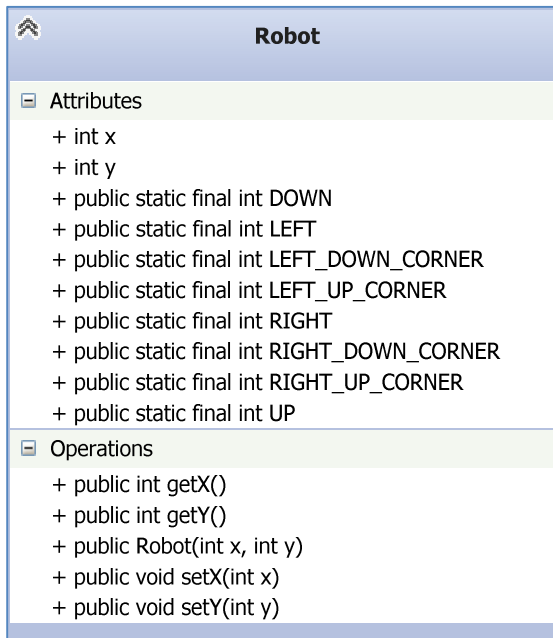 Robot
Attributes
+ int x
+ int y
+ public static final int DOWN
+ public static final int LEFT
+ public static final int LEFT_DOWN_CORNER
+ public static final int LEFT_UP_CORNER
+ public static final int RIGHT
+ public static final int RIGHT_DOWN_CORNER
+ public static final int RIGHT_UP_CORNER
+ public static final int UP
Operations
+ public int getX()
+ public int getY()
+ public Robot(int x, int y)
+ public void setX(int x)
+ public void setY(int y)